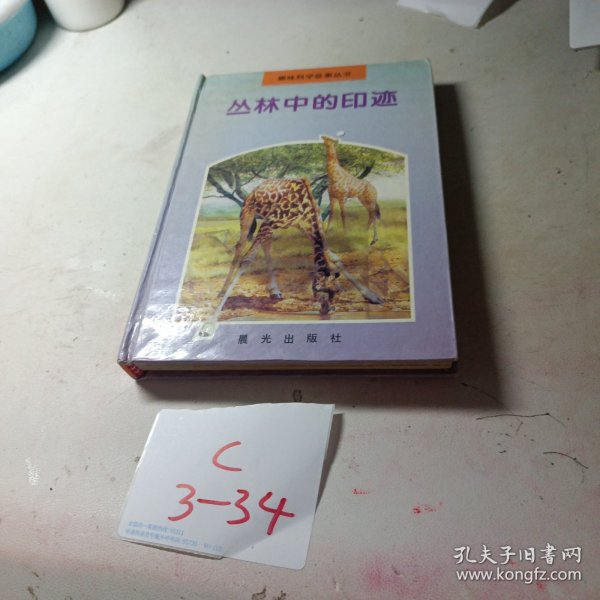 趣味科学故事丛书
丛林中的印迹
晨光出版社
C
3-34
孔夫子旧书网
www.kongfz.com